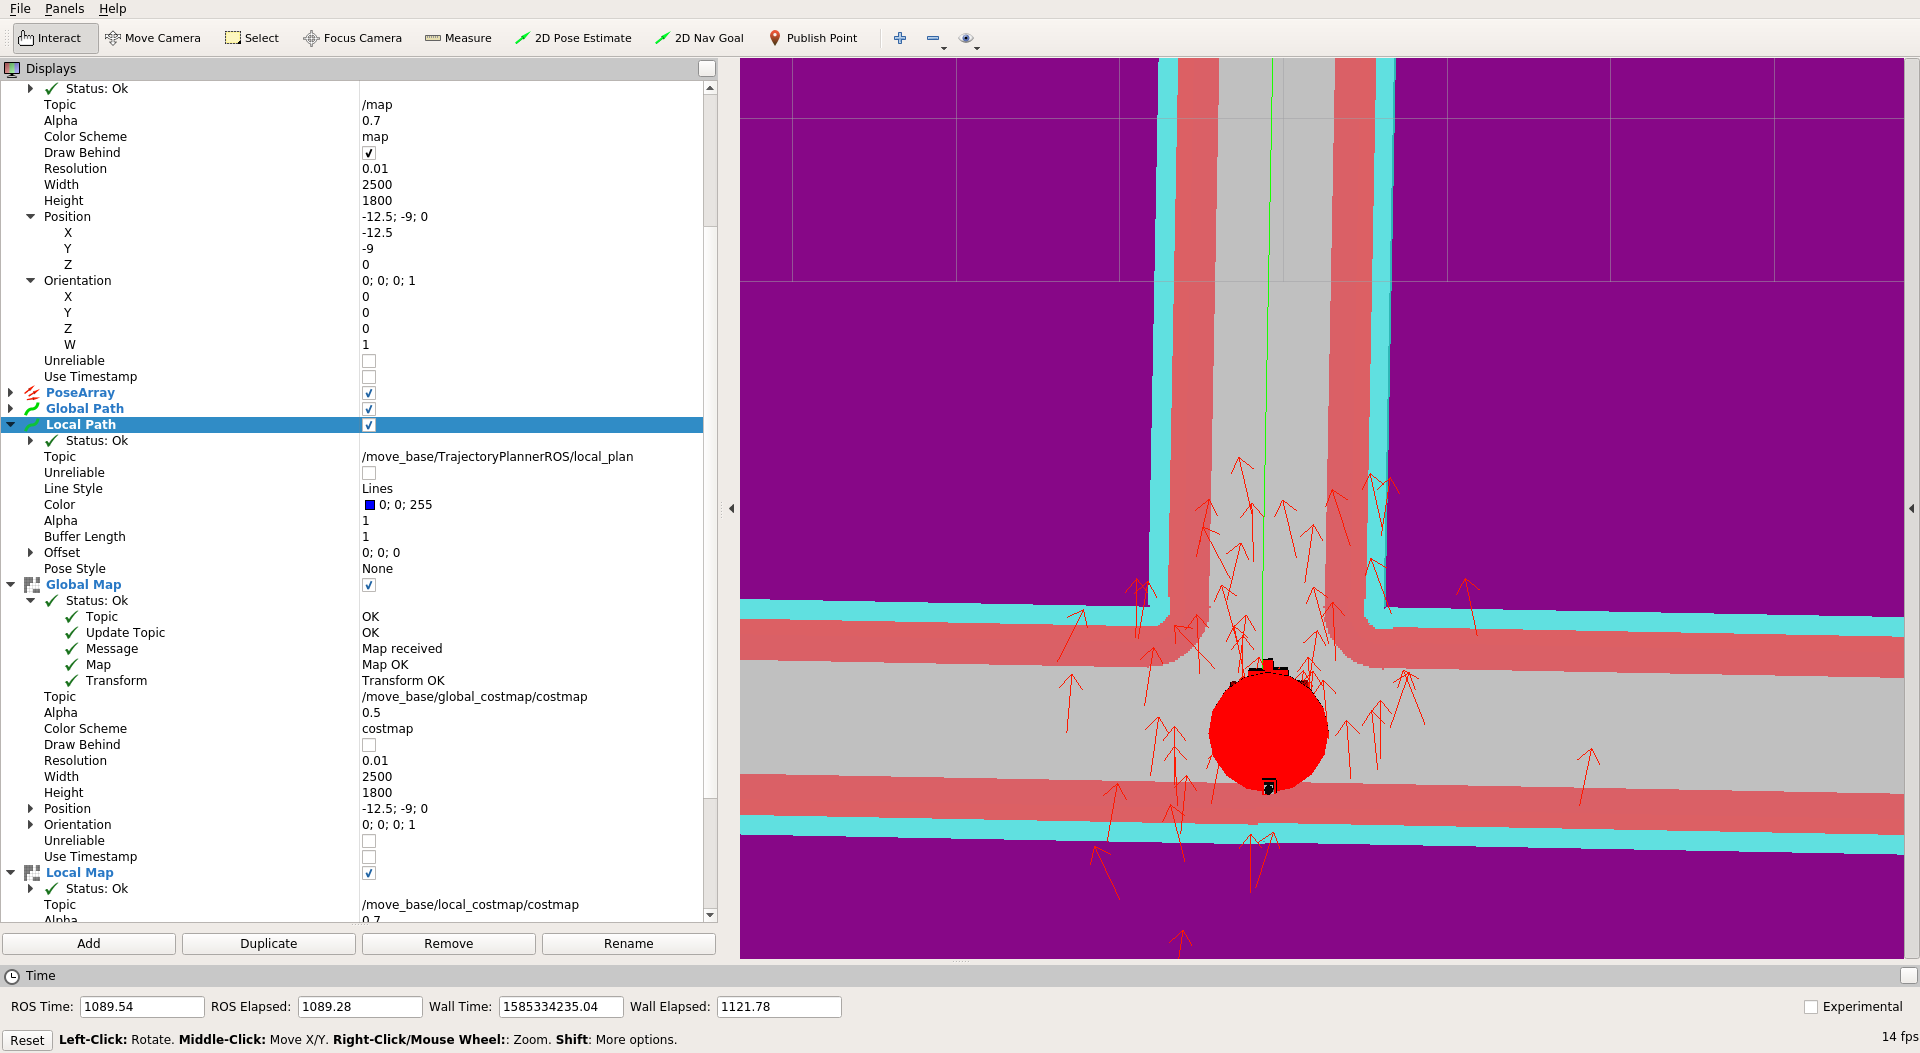 File Panels Help
Interact Move Camera Select Focus Camera Measure 2D Pose Estimate 2D Nav Goal Publish Point
Displays
Status: Ok
Topic /map
Alpha 0.7
Color Scheme map
Draw Behind
Resolution 0.01
Width 2500
Height 1800
Position -12.5; -9; 0
X -12.5
Y -9
Z 0
Orientation 0; 0; 0; 1
X 0
Y 0
Z 0
W 1
Unreliable
Use Timestamp
PoseArray
Global Path
Local Path
Status: Ok
Topic /move_base/TrajectoryPlannerROS/local_plan
Unreliable
Line Style Lines
Color 0; 0; 255
Alpha 1
Buffer Length 1
Offset 0; 0; 0
Pose Style None
Global Map
Status: Ok
Topic OK
Update Topic OK
Message Map received
Map Map OK
Transform Transform OK
Topic /move_base/global_costmap/costmap
Alpha 0.5
Color Scheme costmap
Draw Behind
Resolution 0.01
Width 2500
Height 1800
Position -12.5; -9; 0
Orientation 0; 0; 0; 1
Unreliable
Use Timestamp
Local Map
Status: Ok
Topic /move_base/local_costmap/costmap
Alpha 0.7
Add Duplicate Remove Rename
Time
ROS Time: 1089.54 ROS Elapsed: 1089.28 Wall Time: 1585334235.04 Wall Elapsed: 1121.78 Experimental
Reset Left-Click: Rotate. Middle-Click: Move X/Y. Right-Click/Mouse Wheel:: Zoom. Shift: More options. 14 fps